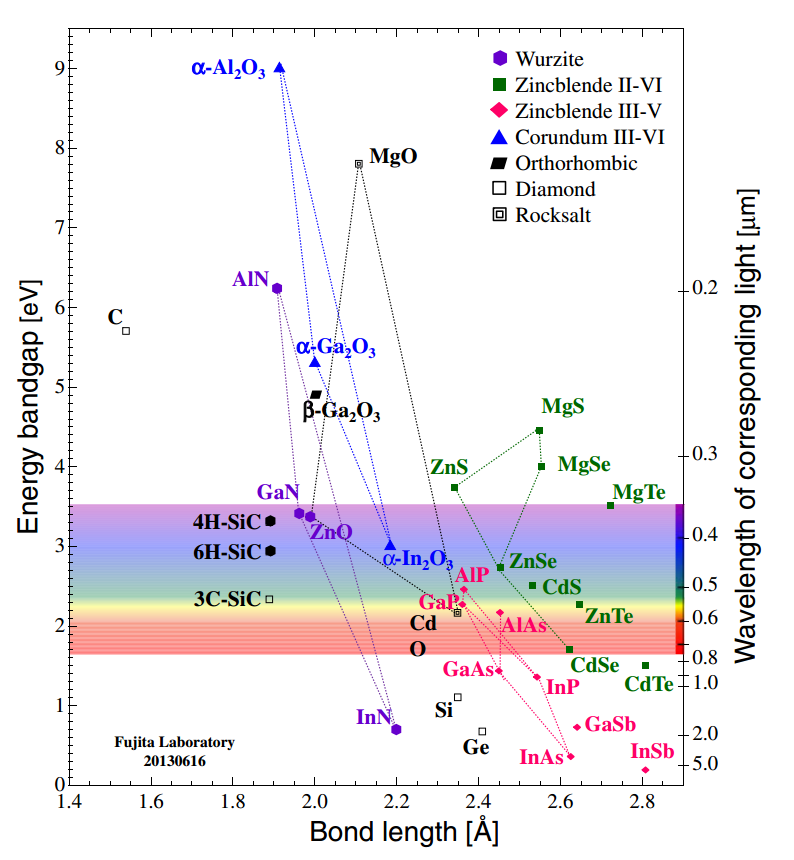 Energy bandgap [eV]
9
8
7
6
5
4
3
2
1
0
1.4
1.6
1.8
2.0
2.2
2.4
2.6
2.8
Bond length [Å]
0.2
0.3
0.4
0.5
0.6
0.8
1.0
2.0
5.0
Wavelength of corresponding light [μm]
Wurzite
Zincblende II-VI
Zincblende III-V
Corundum III-VI
Orthorhombic
Diamond
Rocksalt
α-Al₂O₃
MgO
AlN
C
α-Ga₂O₃
β-Ga₂O₃
MgS
ZnS
MgSe
MgTe
GaN
4H-SiC
ZnO
6H-SiC
α-In₂O₃
ZnSe
AlP
CdS
3C-SiC
GaP
Cd
O
AlAs
ZnTe
GaAs
CdSe
InP
CdTe
Si
InN
GaSb
Ge
InAs
InSb
Fujita Laboratory
20130616